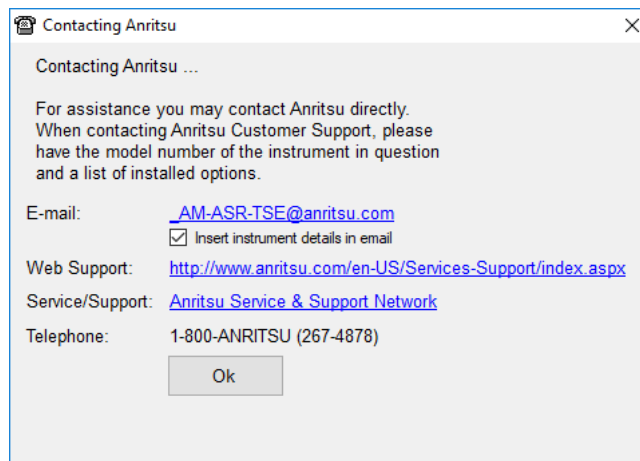 Contacting Anritsu
Contacting Anritsu ...
For assistance you may contact Anritsu directly.
When contacting Anritsu Customer Support, please
have the model number of the instrument in question
and a list of installed options.
E-mail: _AM-ASR-TSE@anritsu.com
Insert instrument details in email
Web Support: http://www.anritsu.com/en-US/Services-Support/index.aspx
Service/Support: Anritsu Service & Support Network
Telephone: 1-800-ANRITSU (267-4878)
Ok